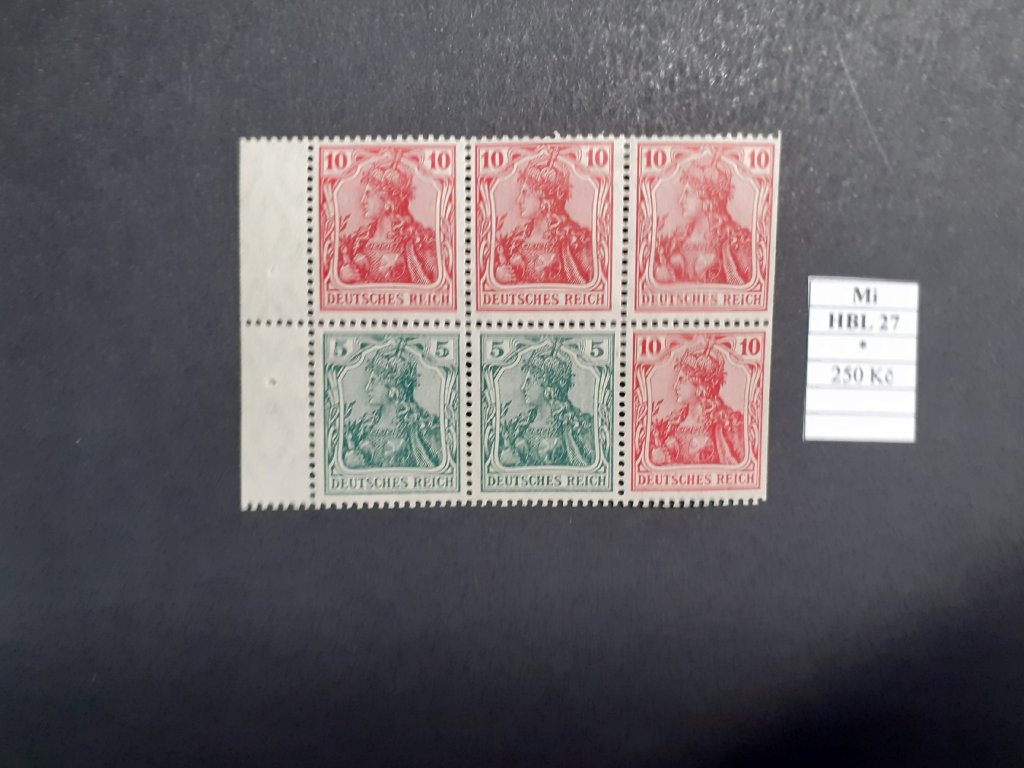 10 10
DEUTSCHES REICH
10 10
DEUTSCHES REICH
10 10
DEUTSCHES REICH
5 5
DEUTSCHES REICH
5 5
DEUTSCHES REICH
10 10
DEUTSCHES REICH
Mi
HBL 27
*
250 Kč